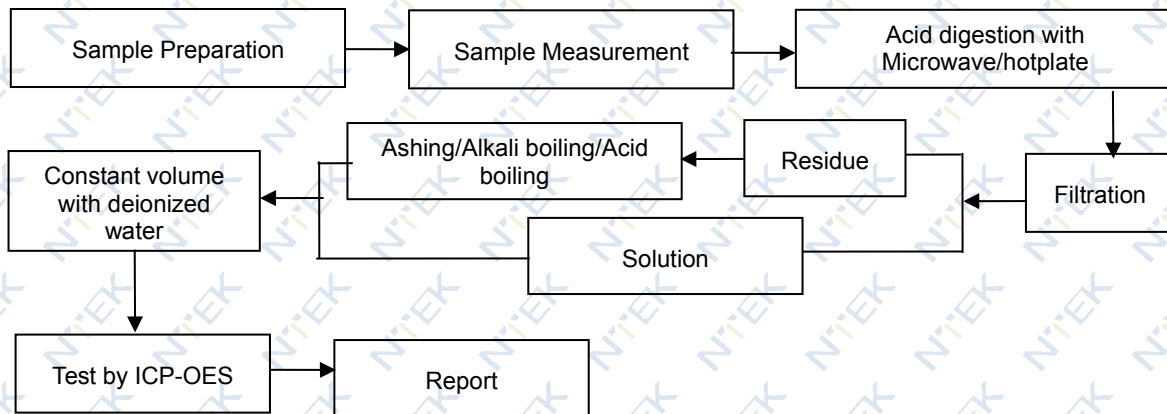 Sample Preparation
Sample Measurement
Acid digestion with
Microwave/hotplate
Filtration
Residue
Ashing/Alkali boiling/Acid
boiling
Solution
Constant volume
with deionized
water
Test by ICP-OES
Report
NTEK